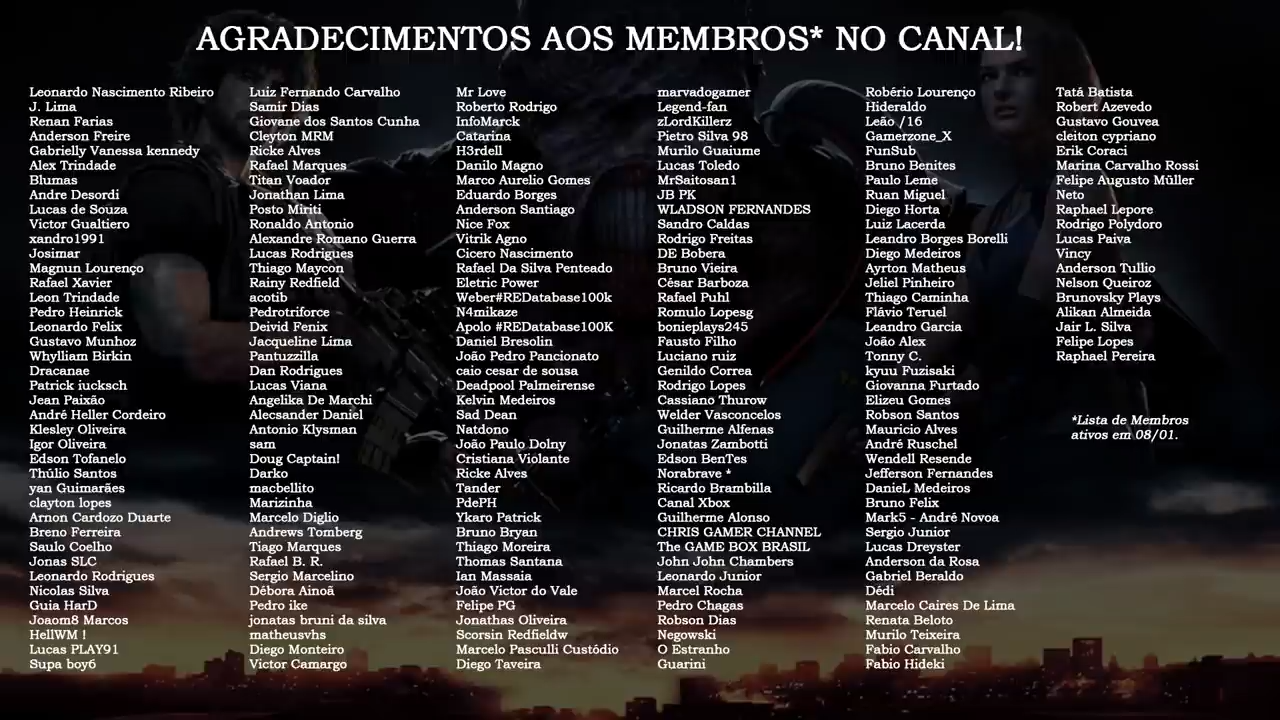 AGRADECIMENTOS AOS MEMBROS* NO CANAL!
Leonardo Nascimento Ribeiro
J. Lima
Renan Farias
Anderson Freire
Gabrielly Vanessa kennedy
Alex Trindade
Blumas
Andre Desordi
Lucas de Souza
Victor Gualtiero
xandro1991
Josimar
Magnun Lourenço
Rafael Xavier
Leon Trindade
Pedro Heinrick
Leonardo Felix
Gustavo Munhoz
Whylliam Birkin
Dracanae
Patrick iucksch
Jean Paixão
André Heller Cordeiro
Klesley Oliveira
Igor Oliveira
Edson Tofanelo
Thúlio Santos
yan Guimarães
clayton lopes
Arnon Cardozo Duarte
Breno Ferreira
Saulo Coelho
Jonas SLC
Leonardo Rodrigues
Nicolas Silva
Guia HarD
Joaom8 Marcos
HellWM !
Lucas PLAY91
Supa boy6
Luiz Fernando Carvalho
Samir Dias
Giovane dos Santos Cunha
Cleyton MRM
Ricke Alves
Rafael Marques
Titan Voador
Jonathan Lima
Posto Miriti
Ronaldo Antonio
Alexandre Romano Guerra
Lucas Rodrigues
Thiago Maycon
Rainy Redfield
acotib
Pedrotriforce
Deivid Fenix
Jacqueline Lima
Pantuzzilla
Dan Rodrigues
Lucas Viana
Angelika De Marchi
Alecsander Daniel
Antonio Klysman
sam
Doug Captain!
Darko
macbellito
Marizinha
Marcelo Diglio
Andrews Tomberg
Tiago Marques
Rafael B. R.
Sergio Marcelino
Débora Ainoã
Pedro ike
jonatas bruni da silva
matheusvhs
Diego Monteiro
Victor Camargo
Mr Love
Roberto Rodrigo
InfoMarck
Catarina
H3rdell
Danilo Magno
Marco Aurelio Gomes
Eduardo Borges
Anderson Santiago
Nice Fox
Vitrik Agno
Cicero Nascimento
Rafael Da Silva Penteado
Eletric Power
Weber#REDatabase100k
N4mikaze
Apolo #REDatabase100K
Daniel Bresolin
João Pedro Pancionato
caio cesar de sousa
Deadpool Palmeirense
Kelvin Medeiros
Sad Dean
Natdono
João Paulo Dolny
Cristiana Violante
Ricke Alves
Tander
PdePH
Ykaro Patrick
Bruno Bryan
Thiago Moreira
Thomas Santana
Ian Massaia
João Victor do Vale
Felipe PG
Jonathas Oliveira
Scorsin Redfieldw
Marcelo Pasculli Custódio
Diego Taveira
marvadogamer
Legend-fan
zLordKillerz
Pietro Silva 98
Murilo Guaiume
Lucas Toledo
MrSaitosan1
JB PK
WLADSON FERNANDES
Sandro Caldas
Rodrigo Freitas
DE Bobera
Bruno Vieira
César Barboza
Rafael Puhl
Romulo Lopesg
bonieplays245
Fausto Filho
Luciano ruiz
Genildo Correa
Rodrigo Lopes
Cassiano Thurow
Welder Vasconcelos
Guilherme Alfenas
Jonatas Zambotti
Edson BenTes
Norabrave *
Ricardo Brambilla
Canal Xbox
Guilherme Alonso
CHRIS GAMER CHANNEL
The GAME BOX BRASIL
John John Chambers
Leonardo Junior
Marcel Rocha
Pedro Chagas
Robson Dias
Negowski
O Estranho
Guarini
Robério Lourenço
Hideraldo
Leão /16
Gamerzone_X
FunSub
Bruno Benites
Paulo Leme
Ruan Miguel
Diego Horta
Luiz Lacerda
Leandro Borges Borelli
Diego Medeiros
Ayrton Matheus
Jeliel Pinheiro
Thiago Caminha
Flávio Teruel
Leandro Garcia
João Alex
Tonny C.
kyuu Fuzisaki
Giovanna Furtado
Elizeu Gomes
Robson Santos
Mauricio Alves
André Ruschel
Wendell Resende
Jefferson Fernandes
DanieL Medeiros
Bruno Felix
Mark5 - André Novoa
Sergio Junior
Lucas Dreyster
Anderson da Rosa
Gabriel Beraldo
Dédi
Marcelo Caires De Lima
Renata Beloto
Murilo Teixeira
Fabio Carvalho
Fabio Hideki
Tatá Batista
Robert Azevedo
Gustavo Gouvea
cleiton cypriano
Erik Coraci
Marina Carvalho Rossi
Felipe Augusto Müller
Neto
Raphael Lepore
Rodrigo Polydoro
Lucas Paiva
Vincy
Anderson Tullio
Nelson Queiroz
Brunovsky Plays
Alikan Almeida
Jair L. Silva
Felipe Lopes
Raphael Pereira
*Lista de Membros
ativos em 08/01.